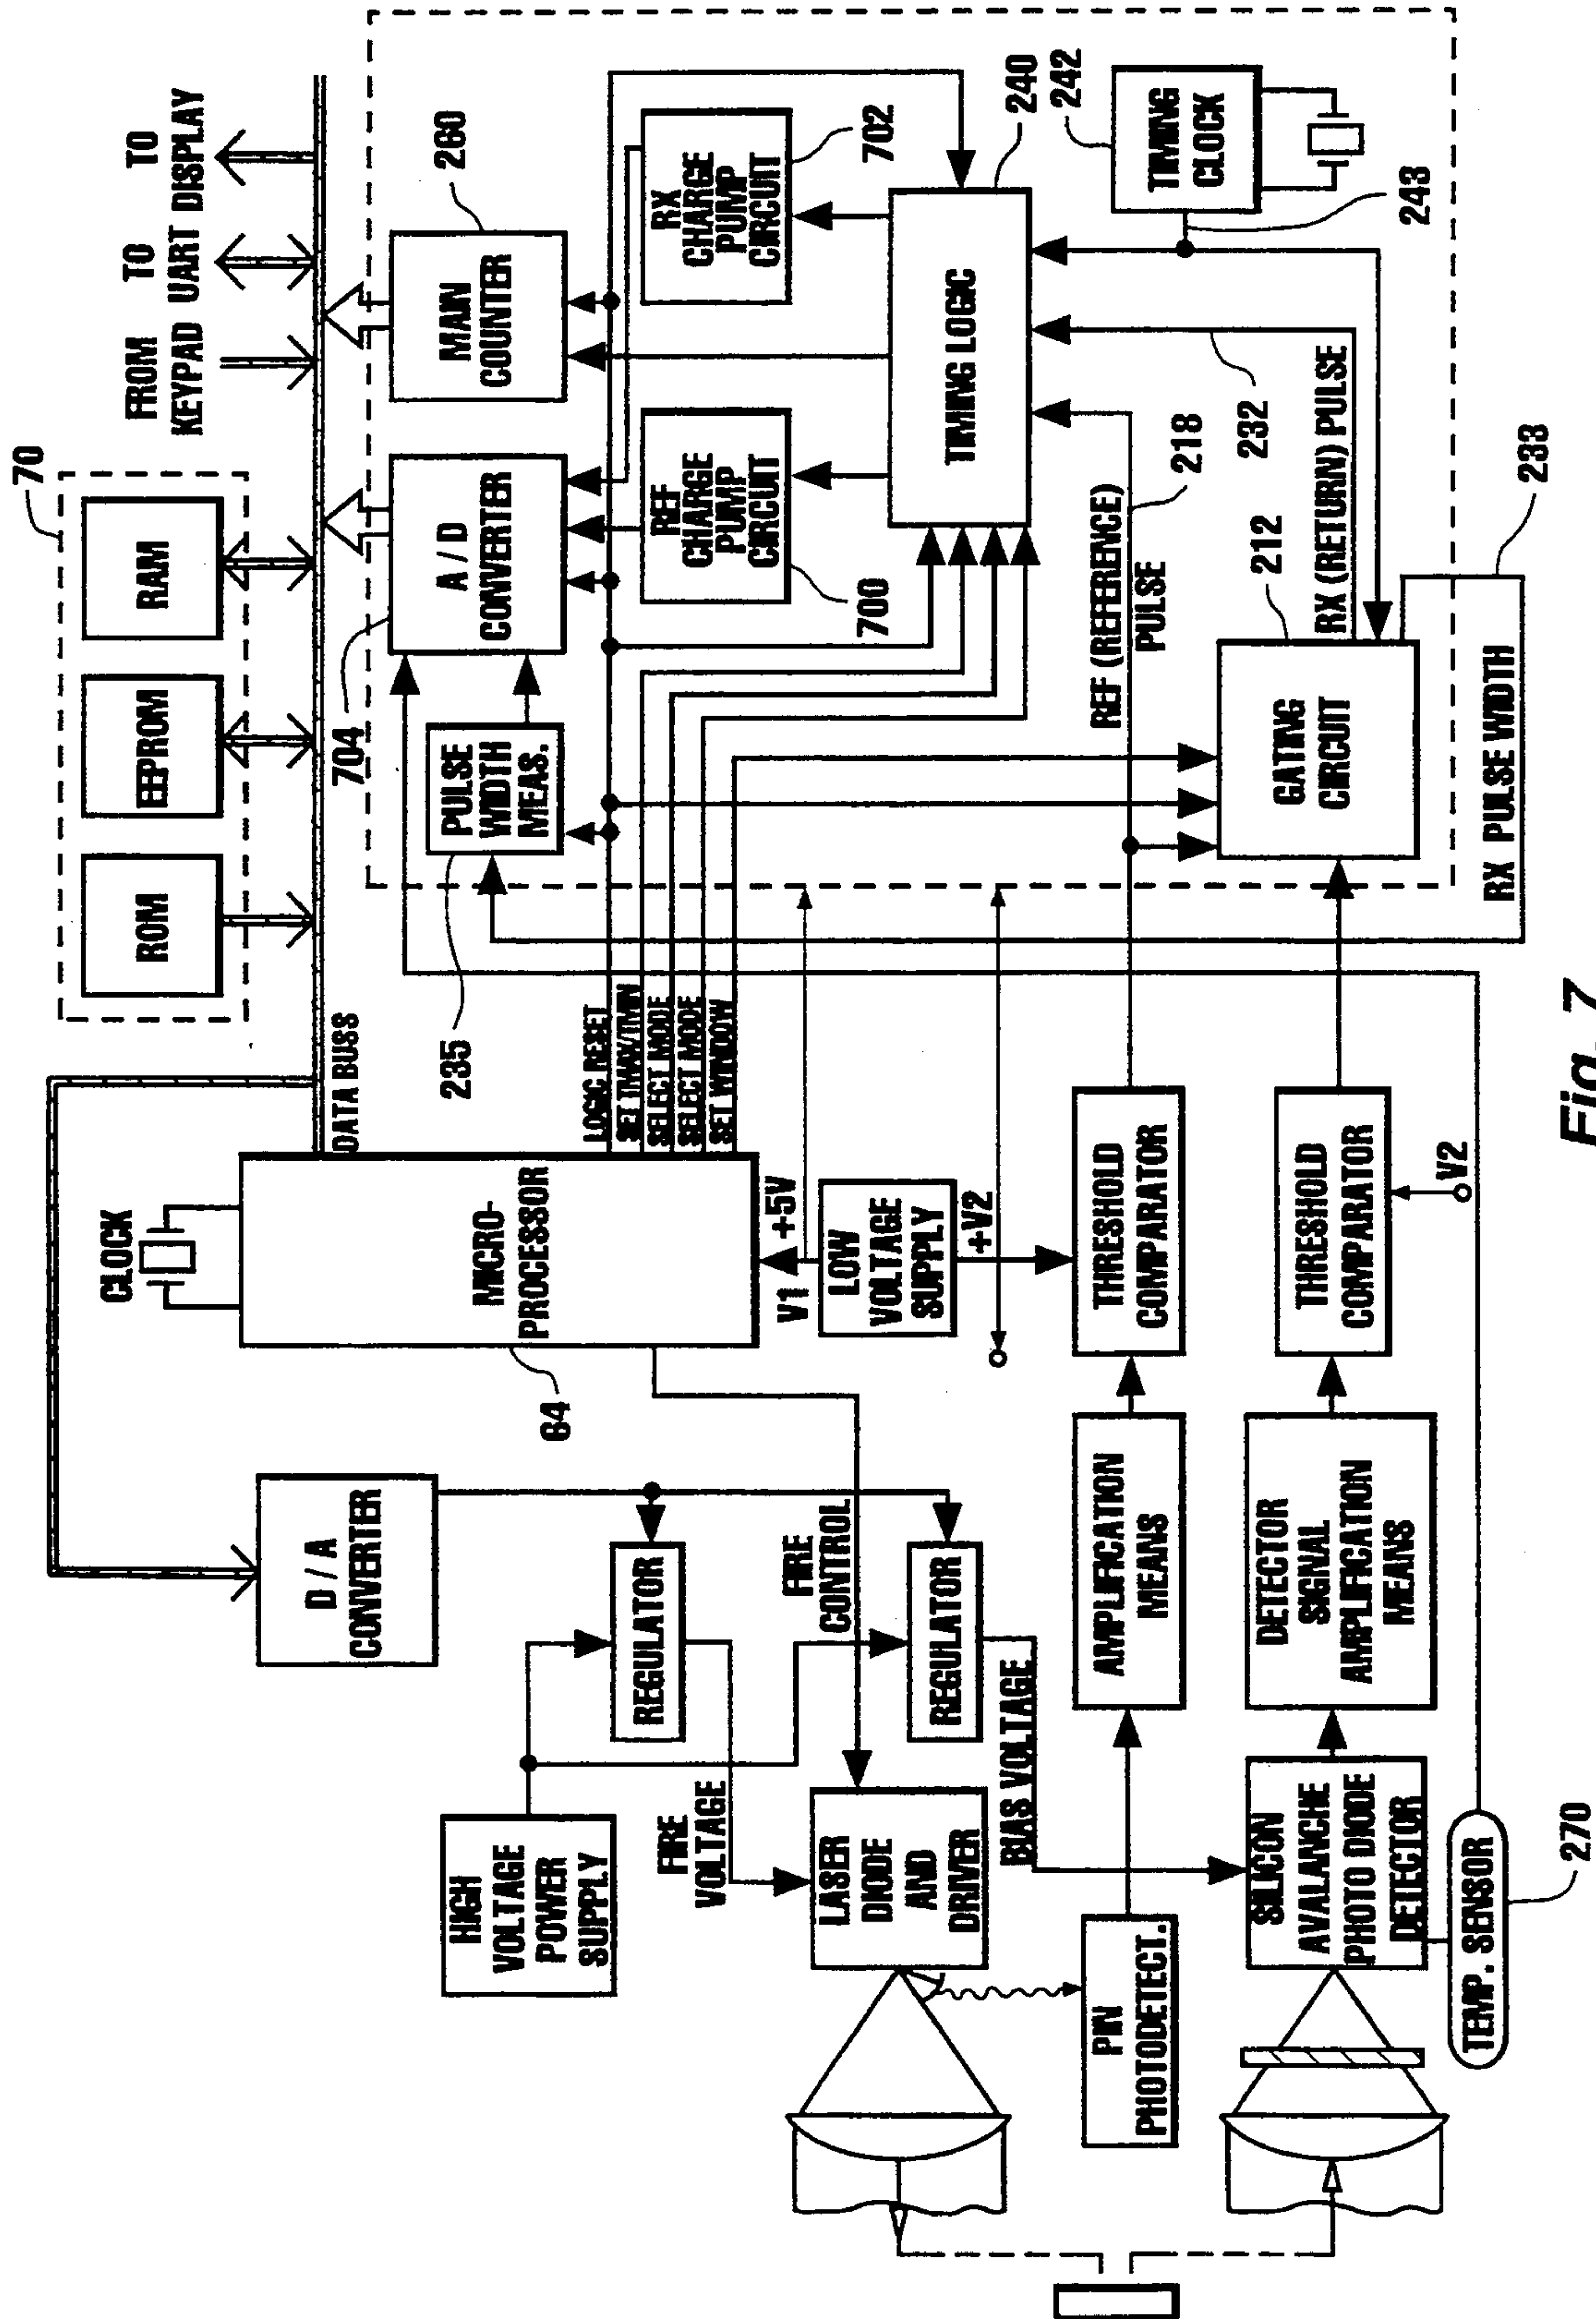 70
ROM
EEPROM
RAM
FROM
KEYPAD
TO
UART
TO
DISPLAY
DATA BUSS
CLOCK
MICRO-
PROCESSOR
64
D / A
CONVERTER
HIGH
VOLTAGE
POWER
SUPPLY
REGULATOR
FIRE
VOLTAGE
FIRE
CONTROL
REGULATOR
BIAS VOLTAGE
LASER
DIODE
AND
DRIVER
PIN
PHOTODETECT.
SILICON
AVALANCHE
PHOTO DIODE
DETECTOR
TEMP. SENSOR
270
AMPLIFICATION
MEANS
DETECTOR
SIGNAL
AMPLIFICATION
MEANS
THRESHOLD
COMPARATOR
THRESHOLD
COMPARATOR
V2
V1
+5V
LOW
VOLTAGE
SUPPLY
+V2
LOGIC RESET
SET TMAX/TMIN
SELECT MODE
SELECT MODE
SET WINDOW
235
PULSE
WIDTH
MEAS.
704
A / D
CONVERTER
MAIN
COUNTER
260
REF
CHARGE
PUMP
CIRCUIT
700
RX
CHARGE
PUMP
CIRCUIT
702
TIMING LOGIC
240
242
TIMING
CLOCK
243
REF (REFERENCE)
PULSE
218
232
RX (RETURN) PULSE
GATING
CIRCUIT
212
233
RX PULSE WIDTH
Fig. 7